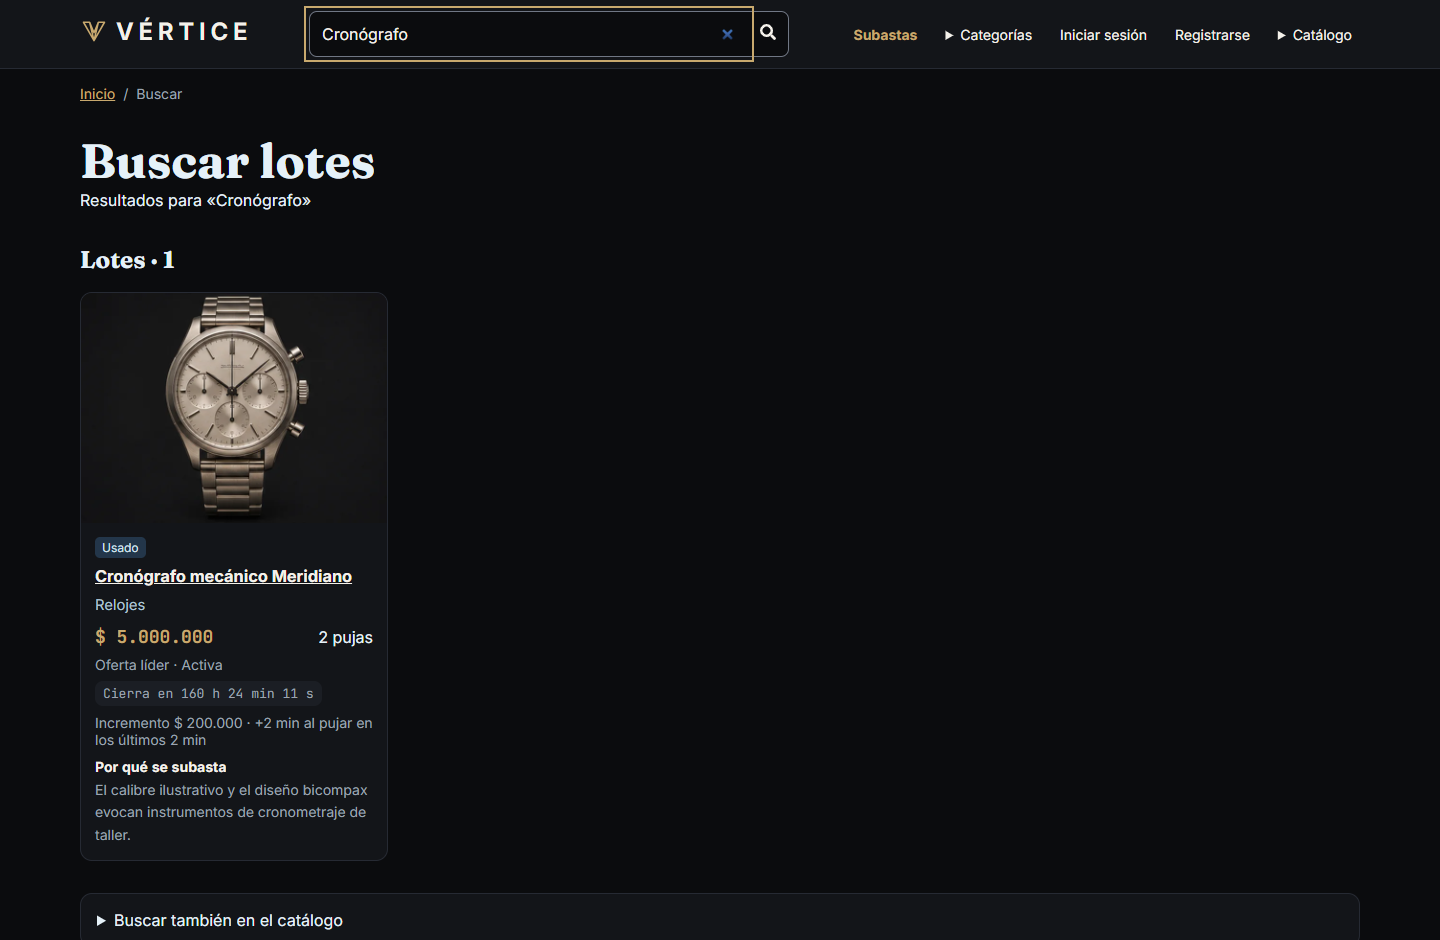 VÉRTICE
Cronógrafo
Subastas
Categorías
Iniciar sesión
Registrarse
Catálogo
Inicio / Buscar
Buscar lotes
Resultados para «Cronógrafo»
Lotes • 1
Usado
Cronógrafo mecánico Meridiano
Relojes
$ 5.000.000
2 pujas
Oferta líder · Activa
Cierra en 160 h 24 min 11 s
Incremento $ 200.000 · +2 min al pujar en
los últimos 2 min
Por qué se subasta
El calibre ilustrativo y el diseño bicompax
evocan instrumentos de cronometraje de
taller.
Buscar también en el catálogo